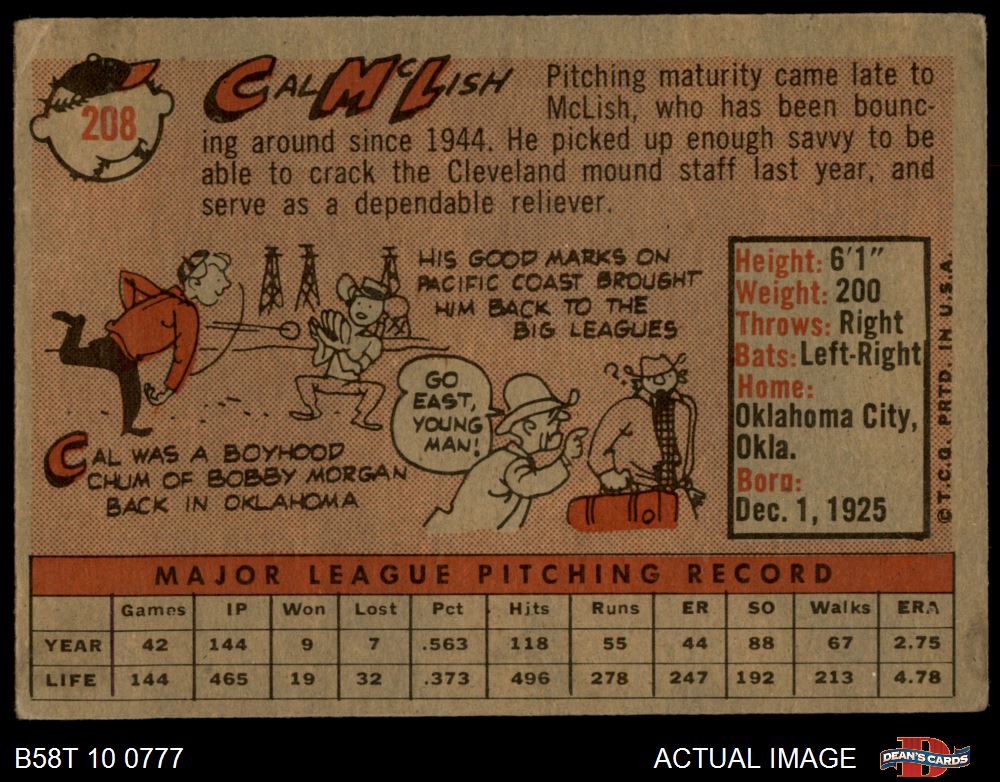 208
CAL McLISH
Pitching maturity came late to
McLish, who has been bounc-
ing around since 1944. He picked up enough savvy to be
able to crack the Cleveland mound staff last year, and
serve as a dependable reliever.
HIS GOOD MARKS ON
PACIFIC COAST BROUGHT
HIM BACK TO THE
BIG LEAGUES
GO
EAST,
YOUNG
MAN!
?
CAL WAS A BOYHOOD
CHUM OF BOBBY MORGAN
BACK IN OKLAHOMA
Height: 6'1"
Weight: 200
Throws: Right
Bats: Left-Right
Home:
Oklahoma City,
Okla.
Born:
Dec. 1, 1925
© T.C.G. PRTD. IN U.S.A.
MAJOR LEAGUE PITCHING RECORD
Games IP Won Lost Pct Hits Runs ER SO Walks ERA
YEAR 42 144 9 7 .563 118 55 44 88 67 2.75
LIFE 144 465 19 32 .373 496 278 247 192 213 4.78
B58T 10 0777
ACTUAL IMAGE
D
DEAN'S CARDS